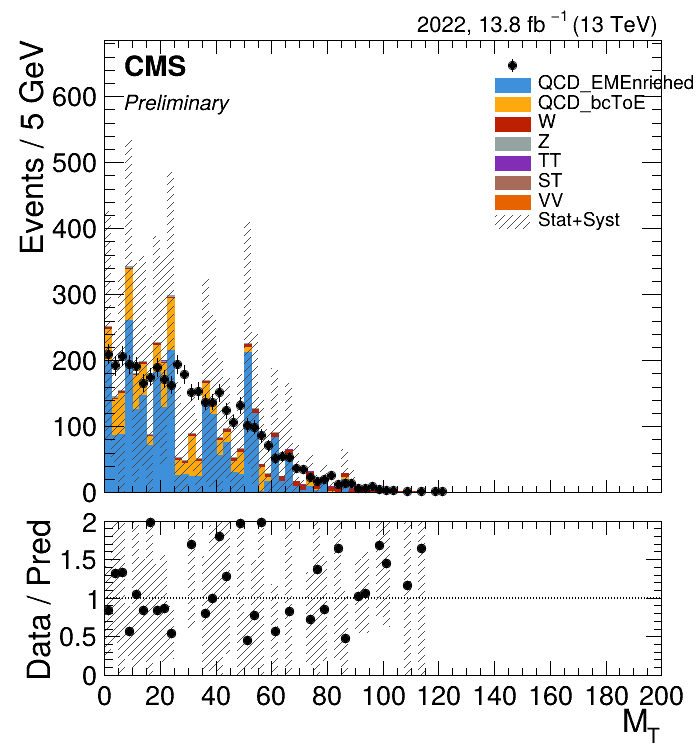 2022, 13.8 fb⁻¹ (13 TeV)
CMS
Preliminary
QCD_EMEnriched
QCD_bcToE
W
Z
TT
ST
VV
Stat+Syst
Events / 5 GeV
600
500
400
300
200
100
0
Data / Pred
2
1.5
1
0.5
0
0 20 40 60 80 100 120 140 160 180 200
M_T